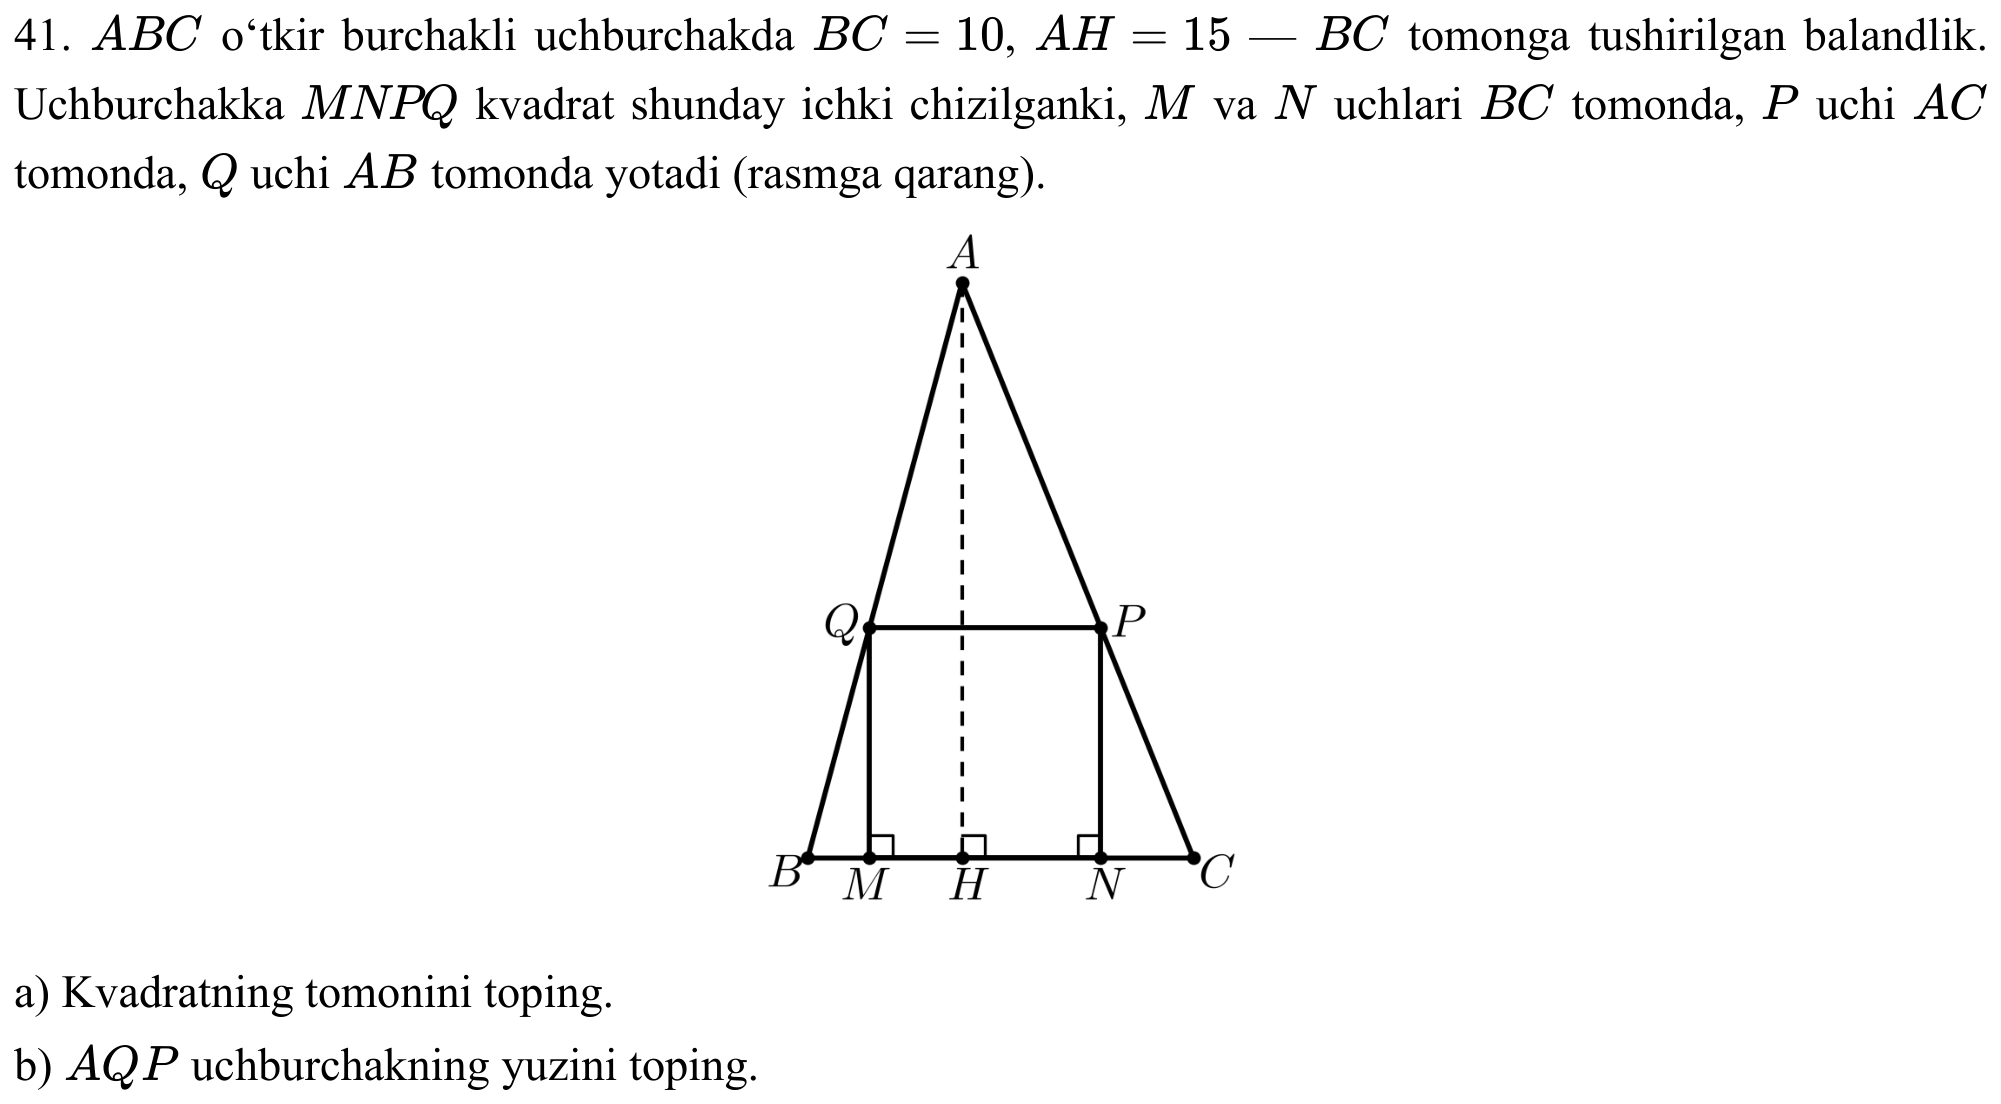 41. ABC o‘tkir burchakli uchburchakda BC = 10, AH = 15 — BC tomonga tushirilgan balandlik.
Uchburchakka MNPQ kvadrat shunday ichki chizilganki, M va N uchlari BC tomonda, P uchi AC
tomonda, Q uchi AB tomonda yotadi (rasmga qarang).
A
Q P
B M H N C
a) Kvadratning tomonini toping.
b) AQP uchburchakning yuzini toping.